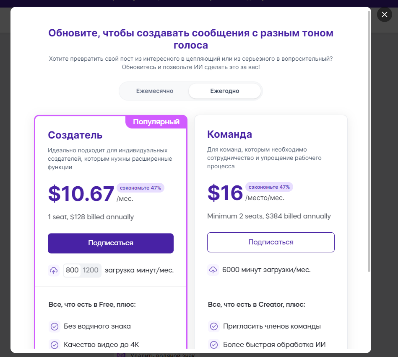 Обновите, чтобы создавать сообщения с разным тоном
голоса
Хотите превратить свой пост из интересного в цепляющий или из серьезного в вопросительный?
Обновитесь и позвольте ИИ сделать это за вас!
Ежемесячно
Ежегодно
Популярный
Создатель
Идеально подходит для индивидуальных
создателей, которым нужны расширенные
функции
$10.67
сэкономьте 47%
/мес.
1 seat, $128 billed annually
Подписаться
800 1200 загрузка минут/мес.
Все, что есть в Free, плюс:
Без водяного знака
Качество видео до 4К
Команда
Для команд, которым необходимо
сотрудничество и упрощение рабочего
процесса
$16
сэкономьте 47%
/место/мес.
Minimum 2 seats, $384 billed annually
Подписаться
6000 минут загрузки/мес.
Все, что есть в Creator, плюс:
Пригласить членов команды
Более быстрая обработка ИИ